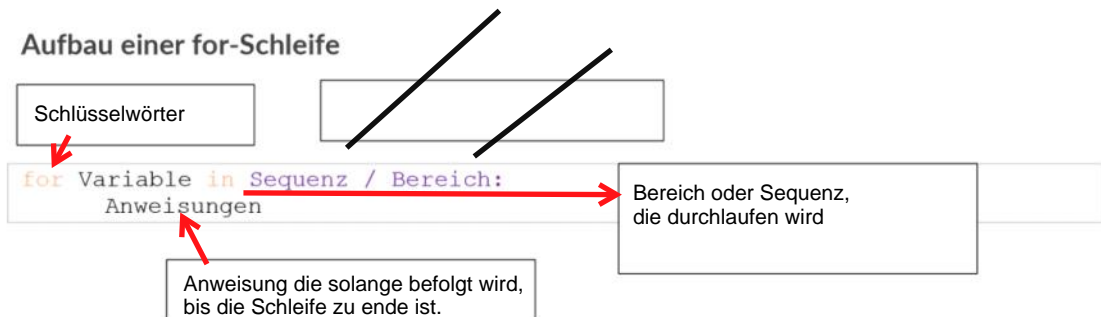 Aufbau einer for-Schleife
Schlüsselwörter
for Variable in Sequenz / Bereich:
Anweisungen
Bereich oder Sequenz,
die durchlaufen wird
Anweisung die solange befolgt wird,
bis die Schleife zu ende ist.